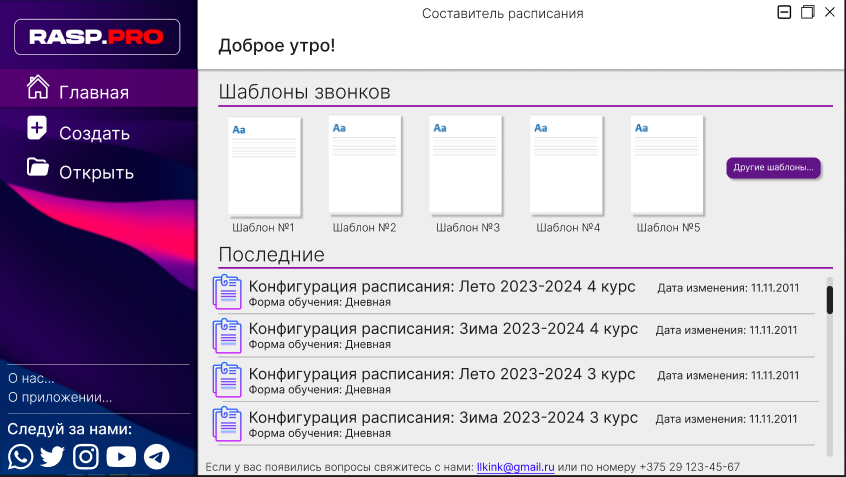 Составитель расписания
RASP.PRO
Доброе утро!
Главная
Создать
Открыть
Шаблоны звонков
Aa Aa Aa Aa Aa
Другие шаблоны...
Шаблон №1 Шаблон №2 Шаблон №3 Шаблон №4 Шаблон №5
Последние
Конфигурация расписания: Лето 2023-2024 4 курс Дата изменения: 11.11.2011
Форма обучения: Дневная
Конфигурация расписания: Зима 2023-2024 4 курс Дата изменения: 11.11.2011
Форма обучения: Дневная
Конфигурация расписания: Лето 2023-2024 3 курс Дата изменения: 11.11.2011
Форма обучения: Дневная
Конфигурация расписания: Зима 2023-2024 3 курс Дата изменения: 11.11.2011
Форма обучения: Дневная
О нас...
О приложении...
Следуй за нами:
Если у вас появились вопросы свяжитесь с нами: llkink@gmail.ru или по номеру +375 29 123-45-67